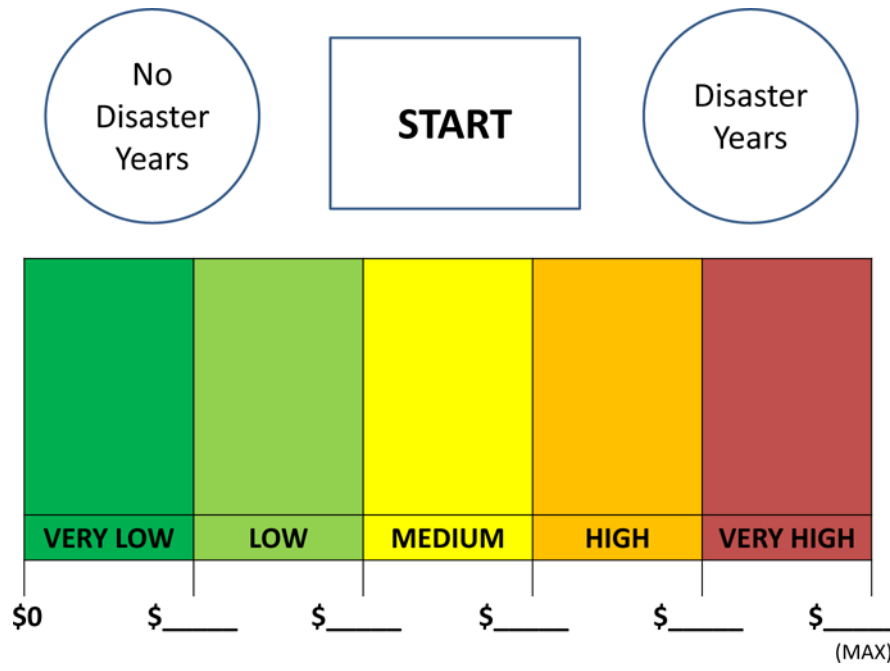 No
Disaster
Years
START
Disaster
Years
VERY LOW LOW MEDIUM HIGH VERY HIGH
$0 $_____ $_____ $_____ $_____ $_____
(MAX)